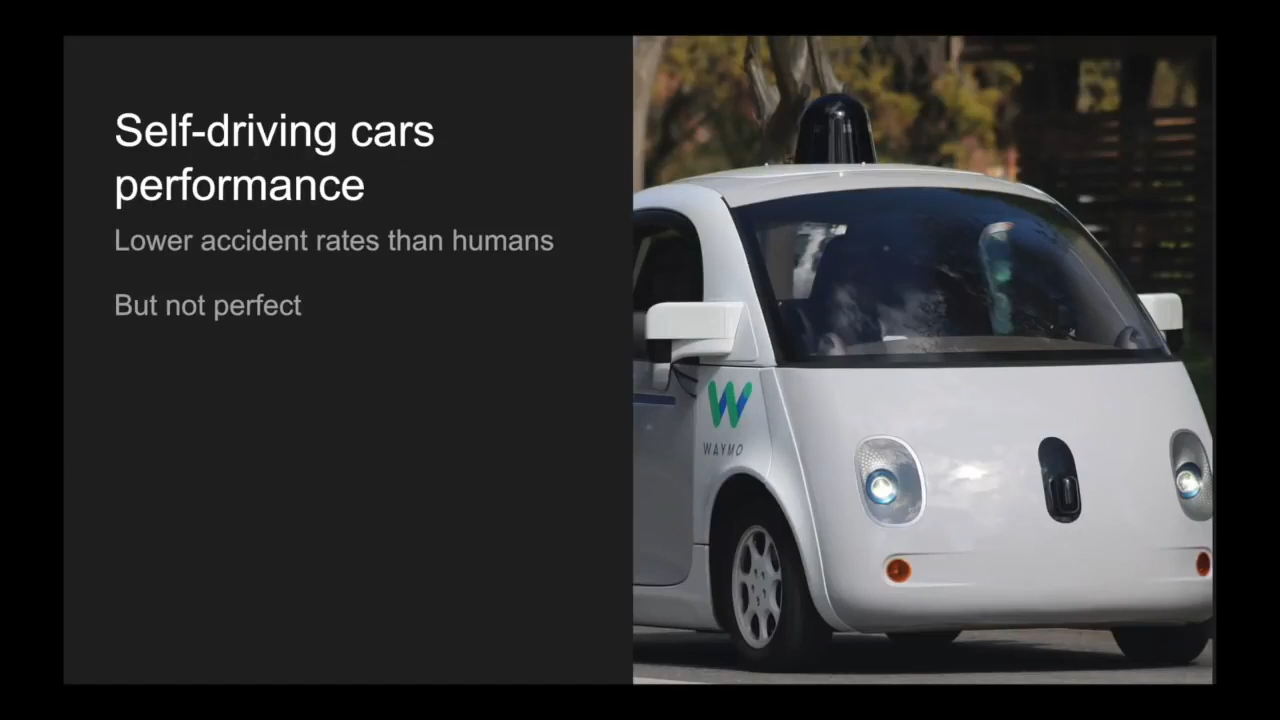 Self-driving cars
performance
Lower accident rates than humans
But not perfect
W
WAYMO